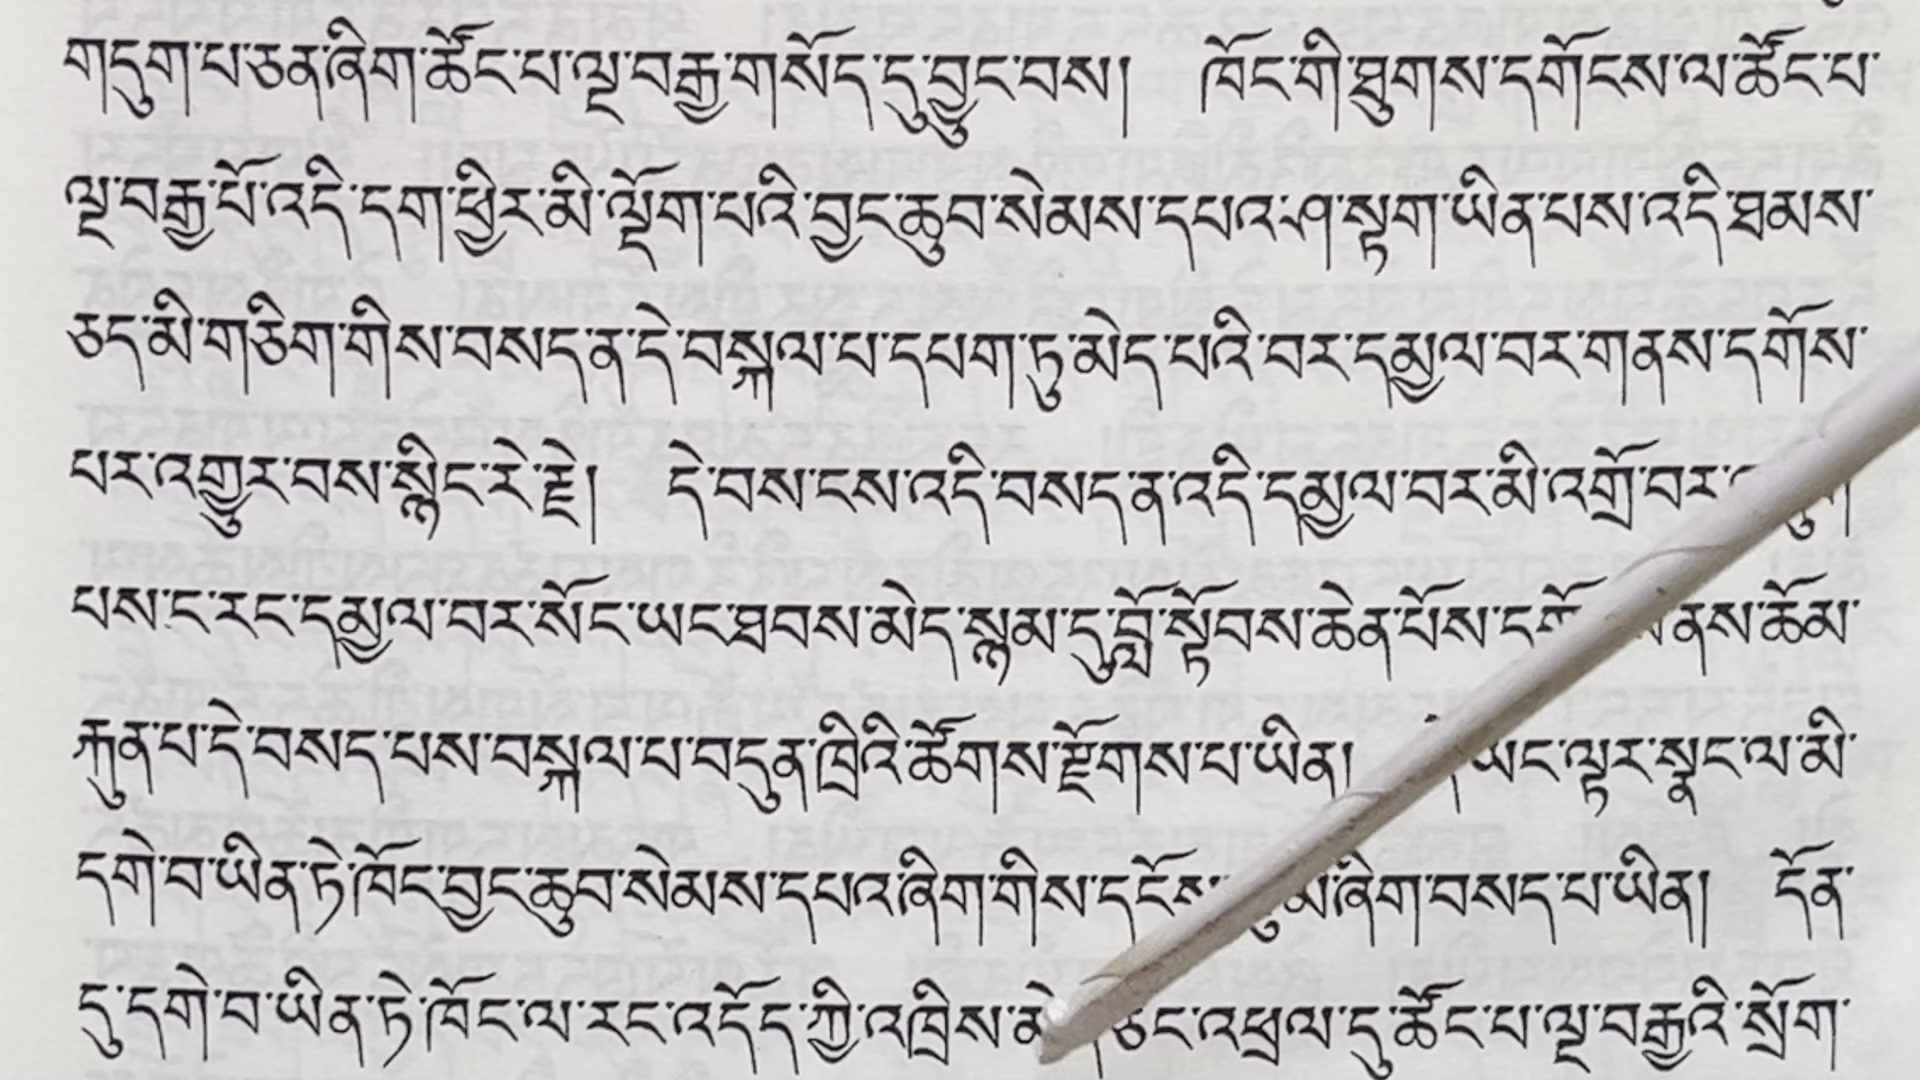 གདུག་པ་ཅན་ཞིག་ཚོང་པ་ལྔ་བརྒྱ་གསོད་དུ་བྱུང་བས། ཁོང་གི་ཐུགས་དགོངས་ལ་ཚོང་པ་
ལྔ་བརྒྱ་པོ་འདི་དག་ཕྱིར་མི་ལྡོག་པའི་བྱང་ཆུབ་སེམས་དཔའ་ཤ་སྟག་ཡིན་པས་འདི་ཐམས་
ཅད་མི་གཅིག་གིས་བསད་ན་དེ་བསྐལ་པ་དཔག་ཏུ་མེད་པའི་བར་དམྱལ་བར་གནས་དགོས་
པར་འགྱུར་བས་སྙིང་རེ་རྗེ། དེ་བས་ངས་འདི་བསད་ན་འདི་དམྱལ་བར་མི་འགྲོ་བར་
པས་ང་རང་དམྱལ་བར་སོང་ཡང་ཐབས་མེད་སྙམ་དུ་བློ་སྟོབས་ཆེན་པོས་ ནས་ཆོམ་
རྐུན་པ་དེ་བསད་པས་བསྐལ་པ་བདུན་ཁྲིའི་ཚོགས་རྫོགས་པ་ཡིན། ཡང་ལྟར་སྣང་ལ་མི་
དགེ་བ་ཡིན་ཏེ་ཁོང་བྱང་ཆུབ་སེམས་དཔའ་ཞིག་གིས་དངོས་ མི་ཞིག་བསད་པ་ཡིན། དོན་
དུ་དགེ་བ་ཡིན་ཏེ་ཁོང་ལ་རང་འདོད་ཀྱི་འཁྲིས་ ཅིང་འཕྲལ་དུ་ཚོང་པ་ལྔ་བརྒྱའི་སྲོག་